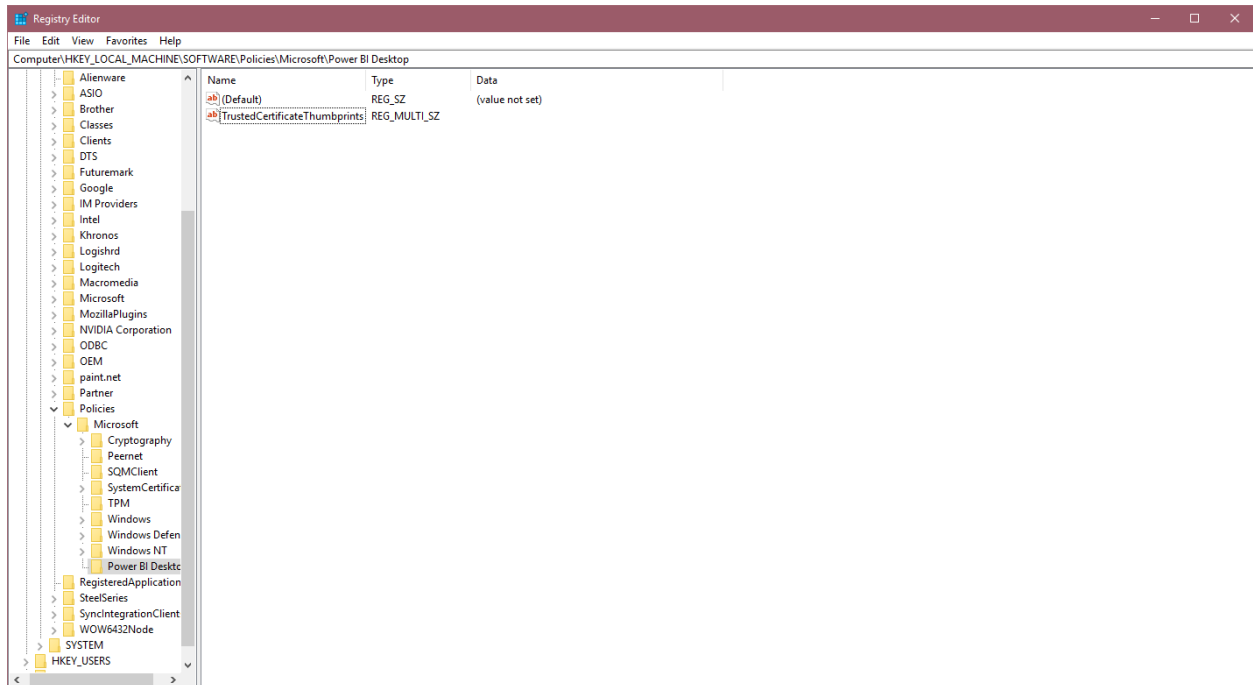 Registry Editor
File Edit View Favorites Help
Computer\HKEY_LOCAL_MACHINE\SOFTWARE\Policies\Microsoft\Power BI Desktop
Alienware
ASIO
Brother
Classes
Clients
DTS
Futuremark
Google
IM Providers
Intel
Khronos
Logishrd
Logitech
Macromedia
Microsoft
MozillaPlugins
NVIDIA Corporation
ODBC
OEM
paint.net
Partner
Policies
Microsoft
Cryptography
Peernet
SQMClient
SystemCertifica
TPM
Windows
Windows Defen
Windows NT
Power BI Deskto
RegisteredApplication
SteelSeries
SyncIntegrationClient
WOW6432Node
SYSTEM
HKEY_USERS
Name Type Data
(Default) REG_SZ (value not set)
TrustedCertificateThumbprints REG_MULTI_SZ